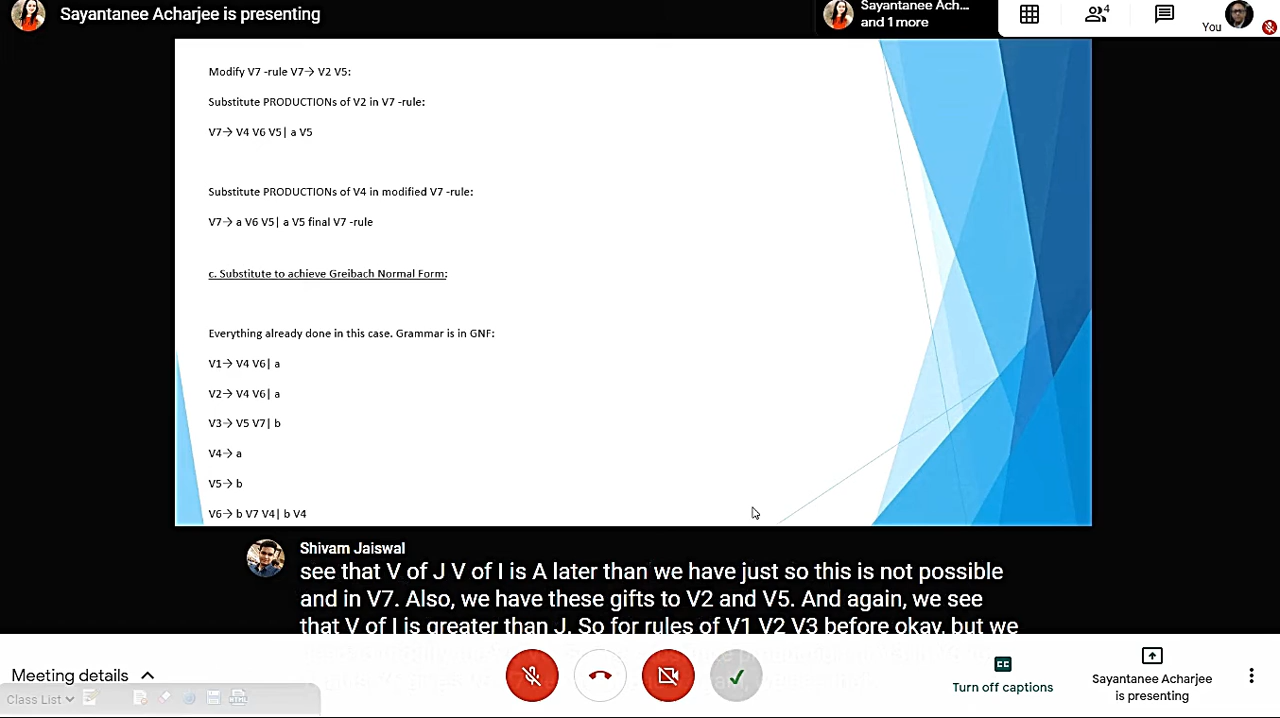 Sayantanee Acharjee is presenting
Sayantanee Ach...
and 1 more
4
You
Modify V7 -rule V7→ V2 V5:
Substitute PRODUCTIONs of V2 in V7 -rule:
V7→ V4 V6 V5| a V5
Substitute PRODUCTIONs of V4 in modified V7 -rule:
V7→ a V6 V5| a V5 final V7 -rule
c. Substitute to achieve Greibach Normal Form:
Everything already done in this case. Grammar is in GNF:
V1→ V4 V6| a
V2→ V4 V6| a
V3→ V5 V7| b
V4→ a
V5→ b
V6→ b V7 V4| b V4
Shivam Jaiswal
see that V of J V of I is A later than we have just so this is not possible
and in V7. Also, we have these gifts to V2 and V5. And again, we see
that V of I is greater than J. So for rules of V1 V2 V3 before okay, but we
Meeting details
Class List
CC
Turn off captions
Sayantanee Acharjee
is presenting